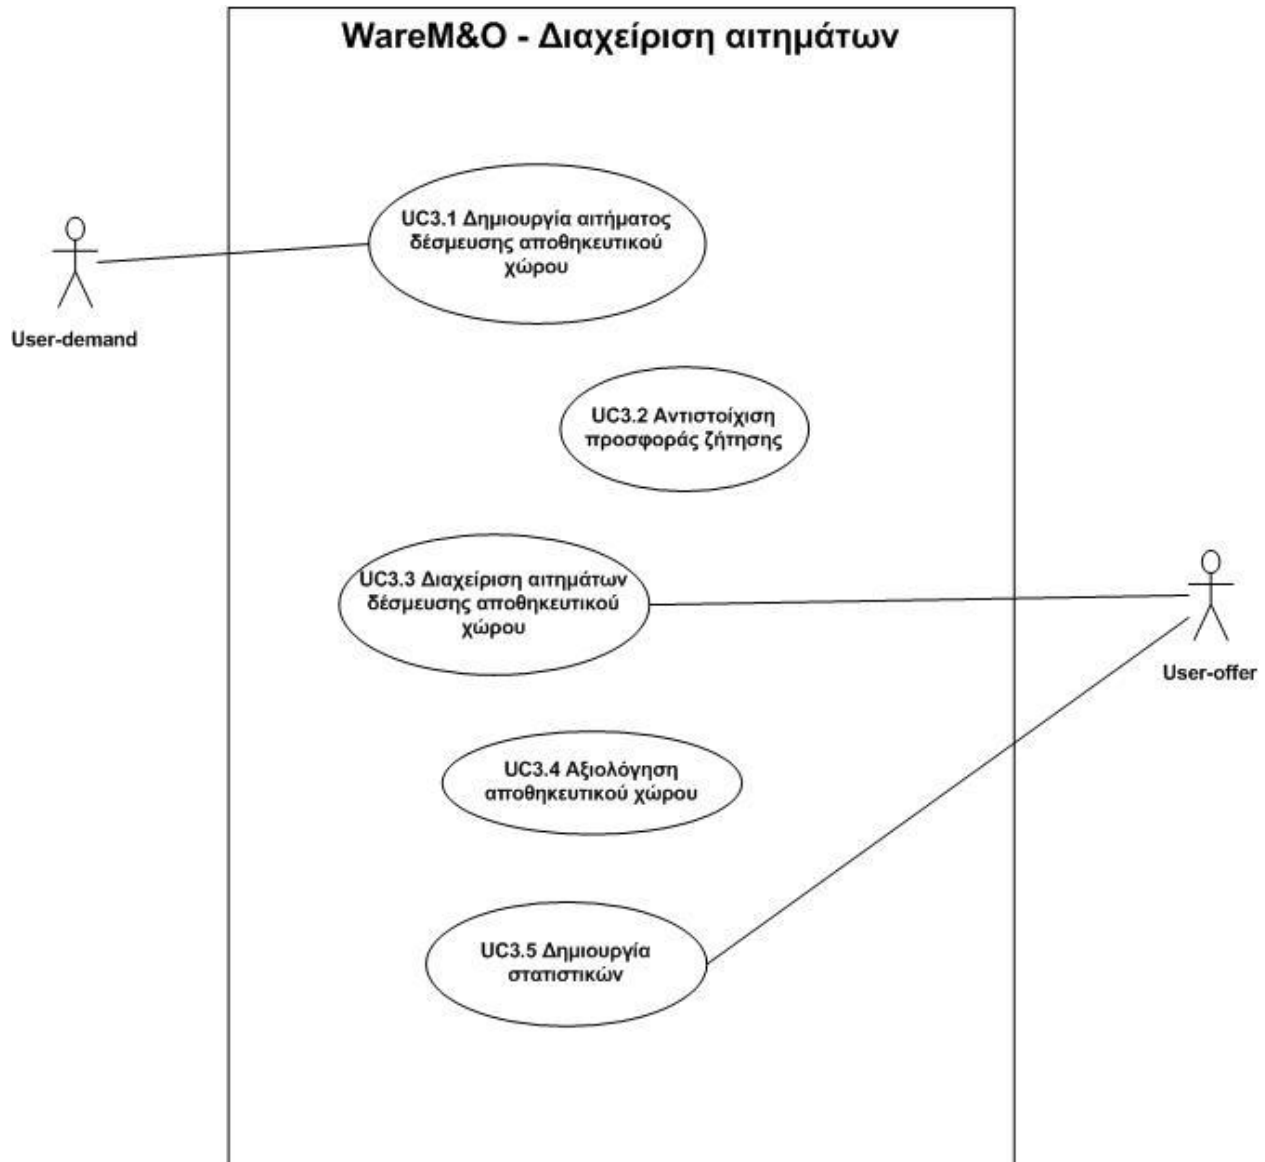 WareM&O - Διαχείριση αιτημάτων
UC3.1 Δημιουργία αιτήματος
δέσμευσης αποθηκευτικού
χώρου
User-demand
UC3.2 Αντιστοίχιση
προσφοράς ζήτησης
UC3.3 Διαχείριση αιτημάτων
δέσμευσης αποθηκευτικού
χώρου
User-offer
UC3.4 Αξιολόγηση
αποθηκευτικού χώρου
UC3.5 Δημιουργία
στατιστικών